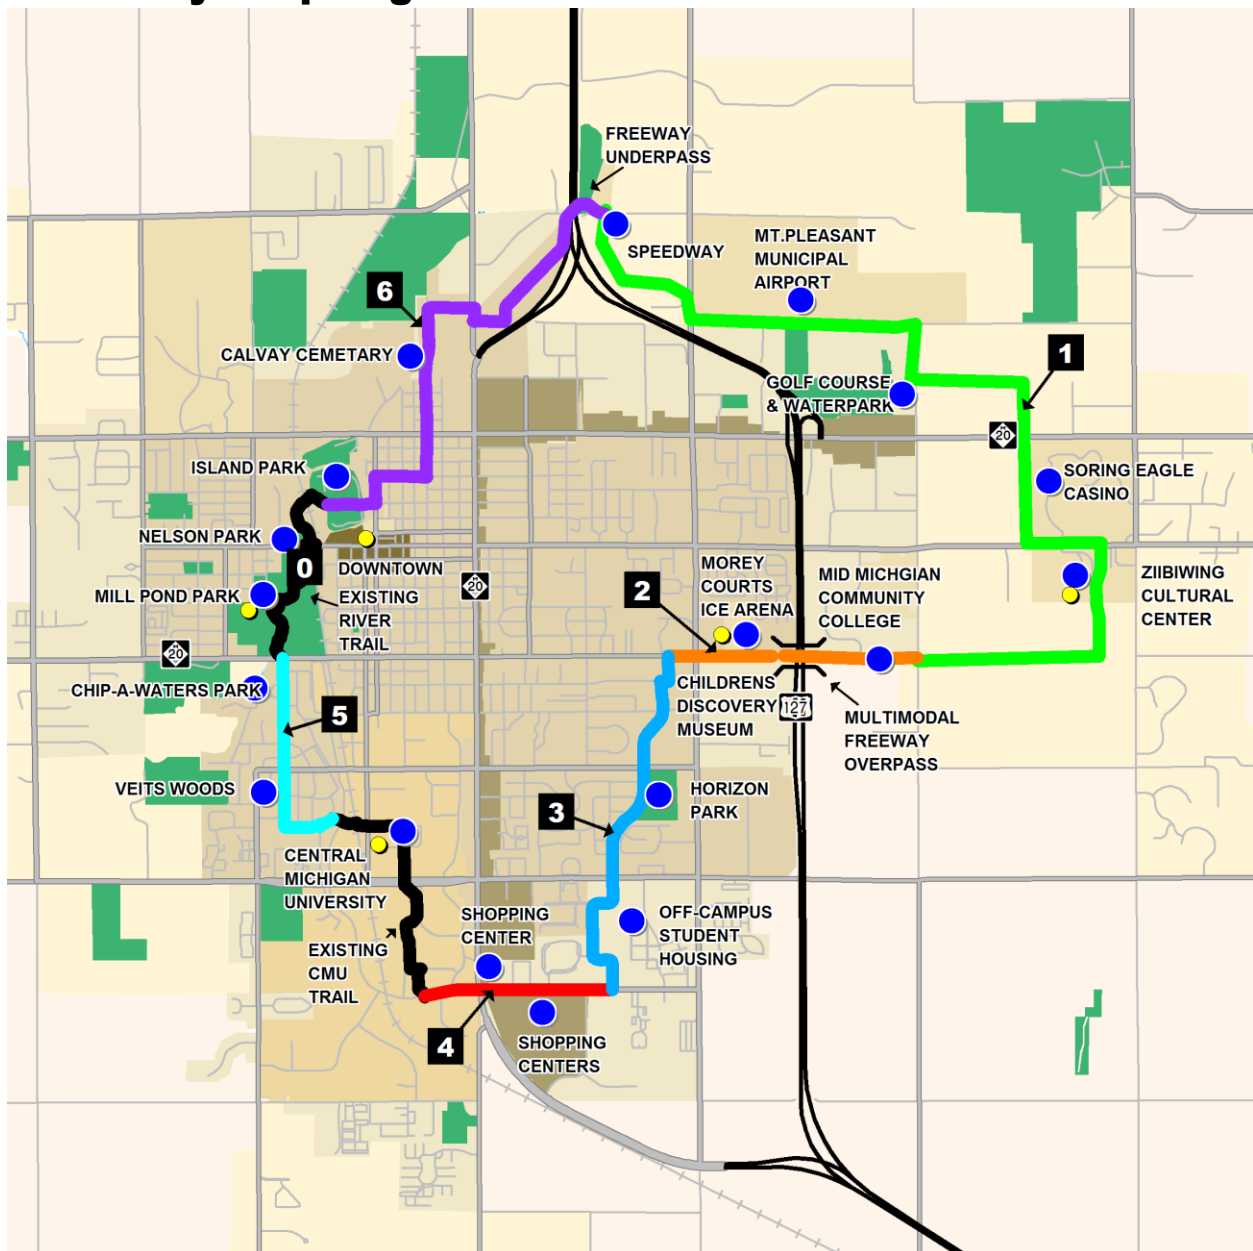 FREEWAY
UNDERPASS
SPEEDWAY
MT.PLEASANT
MUNICIPAL
AIRPORT
6
CALVAY CEMETARY
1
GOLF COURSE
& WATERPARK
20
ISLAND PARK
SORING EAGLE
CASINO
NELSON PARK
0
DOWNTOWN
MILL POND PARK
EXISTING
RIVER
TRAIL
20
2
MOREY
COURTS
ICE ARENA
MID MICHGIAN
COMMUNITY
COLLEGE
ZIIBIWING
CULTURAL
CENTER
20
CHIP-A-WATERS PARK
5
CHILDRENS
DISCOVERY
MUSEUM
127
MULTIMODAL
FREEWAY
OVERPASS
VEITS WOODS
3
HORIZON
PARK
CENTRAL
MICHIGAN
UNIVERSITY
SHOPPING
CENTER
OFF-CAMPUS
STUDENT
HOUSING
EXISTING
CMU
TRAIL
4
SHOPPING
CENTERS